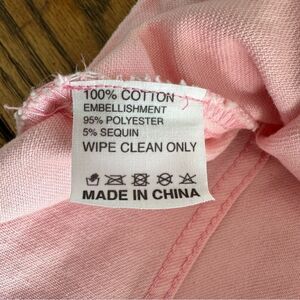 100% COTTON
EMBELLISHMENT
95% POLYESTER
5% SEQUIN
WIPE CLEAN ONLY
MADE IN CHINA